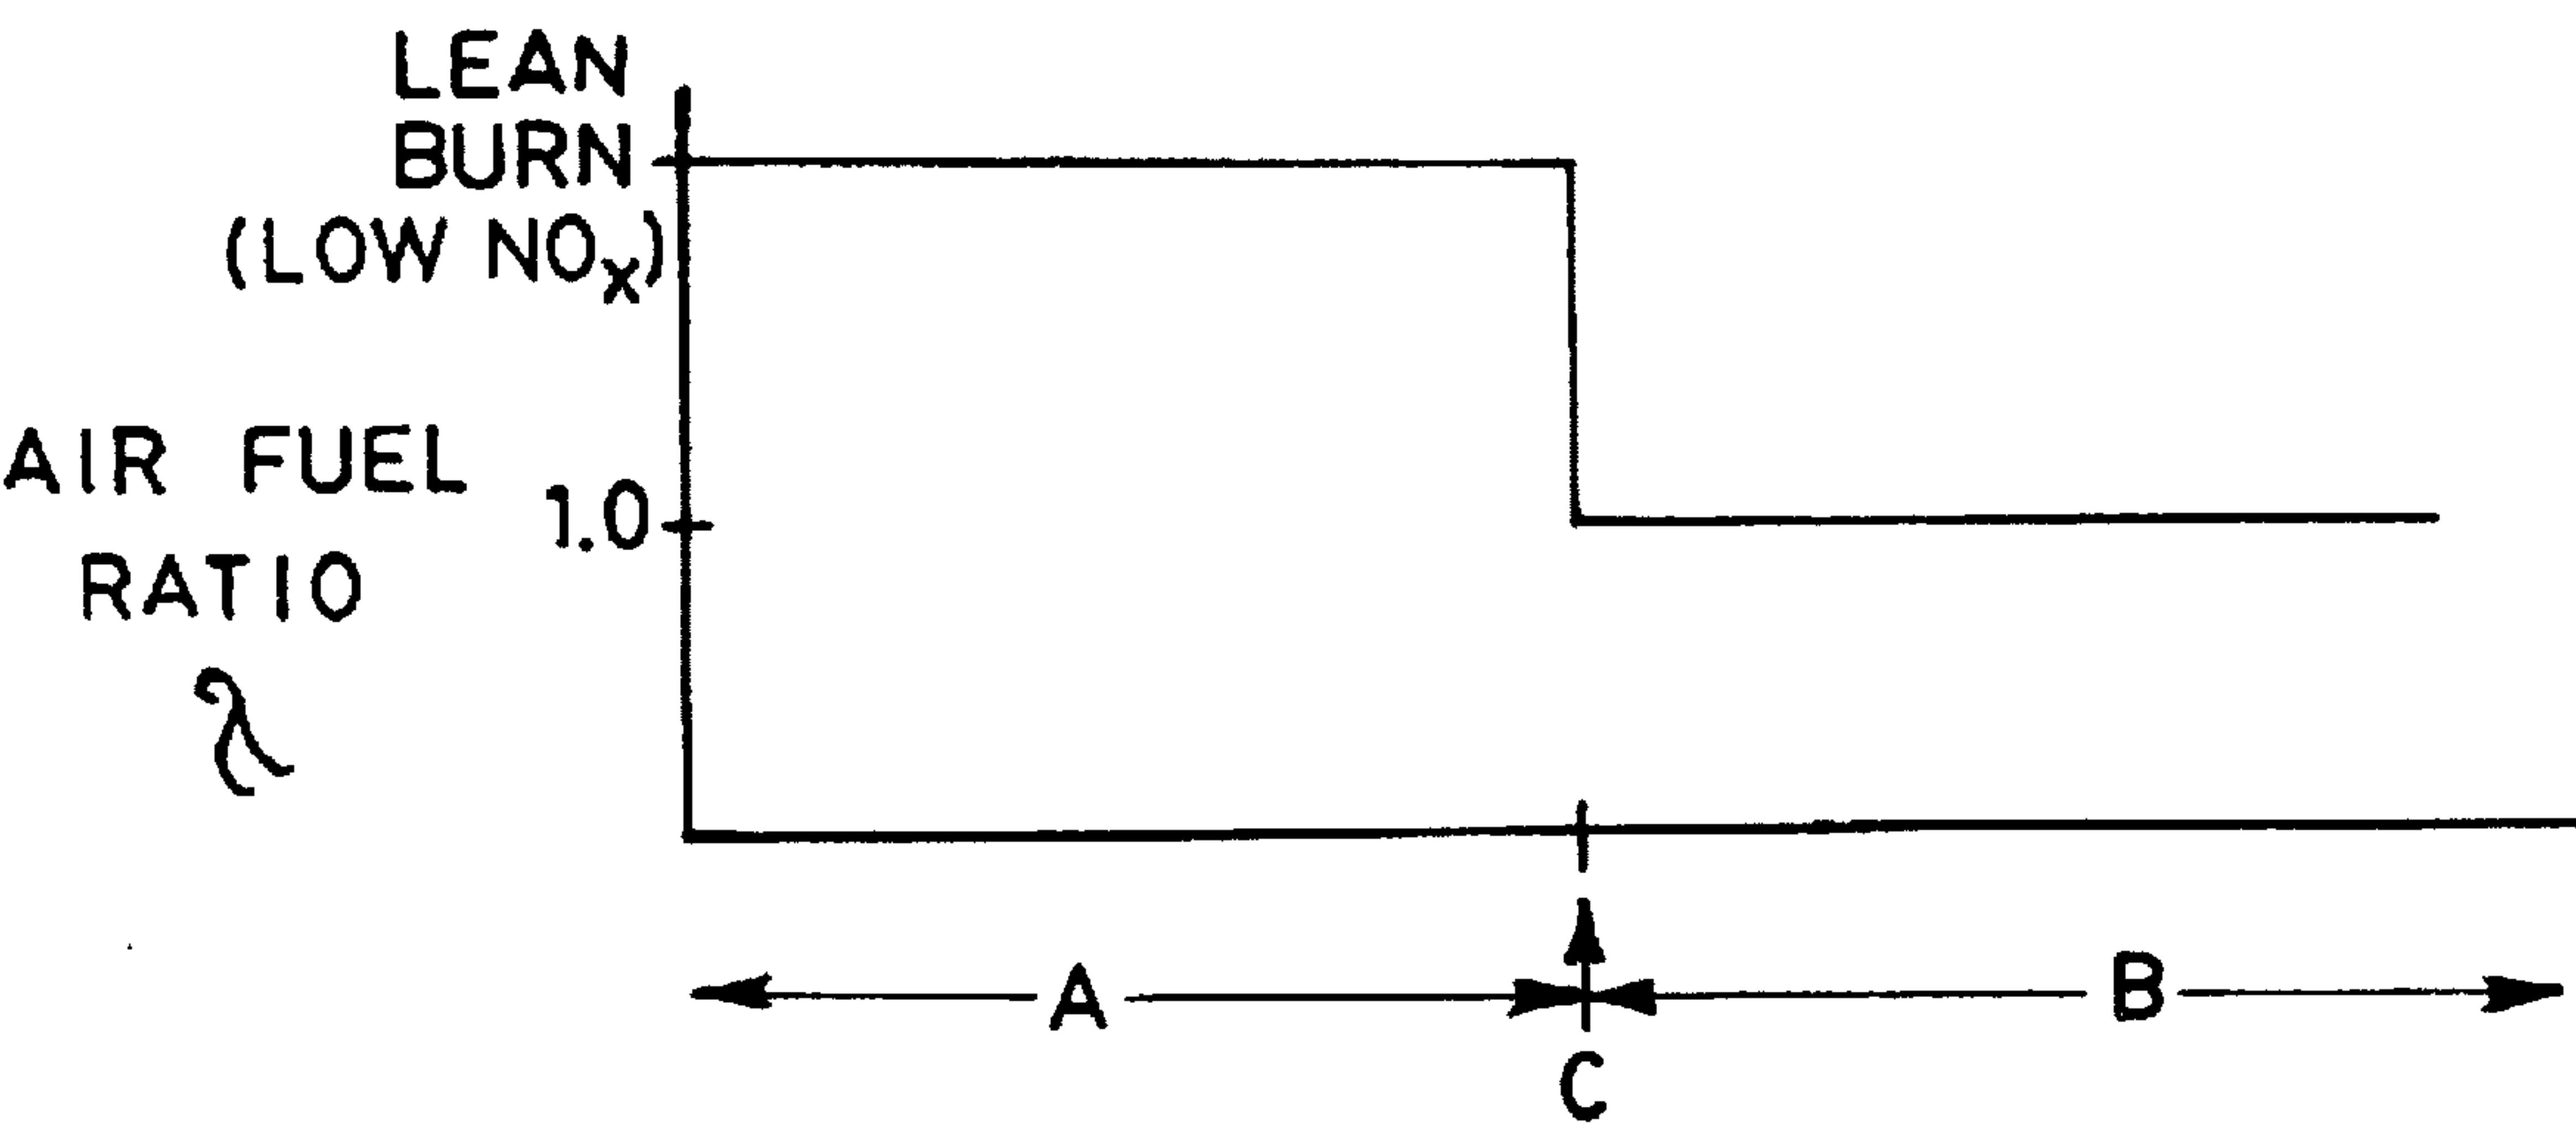 LEAN
BURN
(LOW NOx)
AIR FUEL
RATIO
λ
1.0
A
B
C